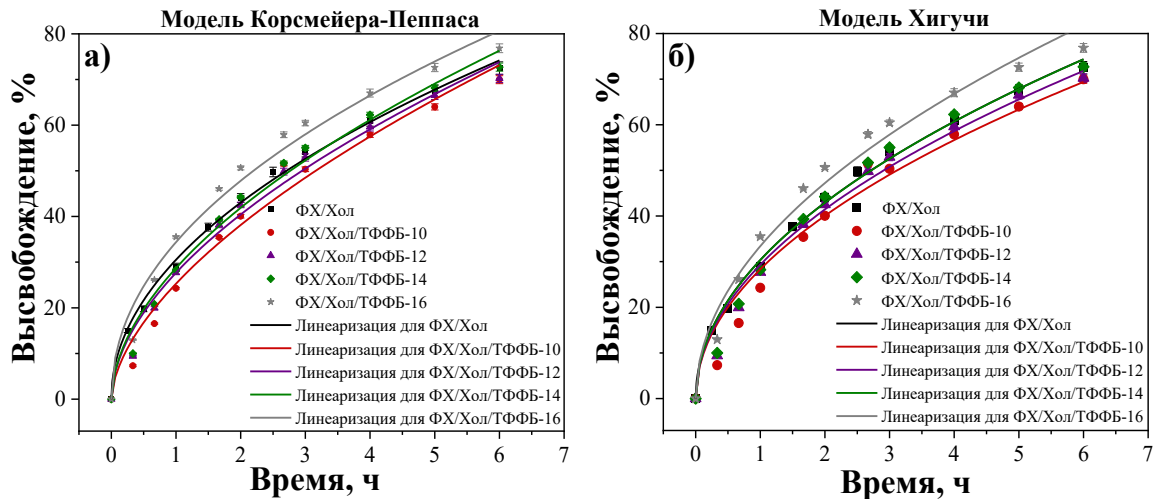 Модель Корсмейера-Пеппаса
а)
Высвобождение, %
80
60
40
20
0
ФХ/Хол
ФХ/Хол/ТФФБ-10
ФХ/Хол/ТФФБ-12
ФХ/Хол/ТФФБ-14
ФХ/Хол/ТФФБ-16
Линеаризация для ФХ/Хол
Линеаризация для ФХ/Хол/ТФФБ-10
Линеаризация для ФХ/Хол/ТФФБ-12
Линеаризация для ФХ/Хол/ТФФБ-14
Линеаризация для ФХ/Хол/ТФФБ-16
0 1 2 3 4 5 6 7
Время, ч
Модель Хигучи
б)
Высвобождение, %
80
60
40
20
0
ФХ/Хол
ФХ/Хол/ТФФБ-10
ФХ/Хол/ТФФБ-12
ФХ/Хол/ТФФБ-14
ФХ/Хол/ТФФБ-16
Линеаризация для ФХ/Хол
Линеаризация для ФХ/Хол/ТФФБ-10
Линеаризация для ФХ/Хол/ТФФБ-12
Линеаризация для ФХ/Хол/ТФФБ-14
Линеаризация для ФХ/Хол/ТФФБ-16
0 1 2 3 4 5 6 7
Время, ч